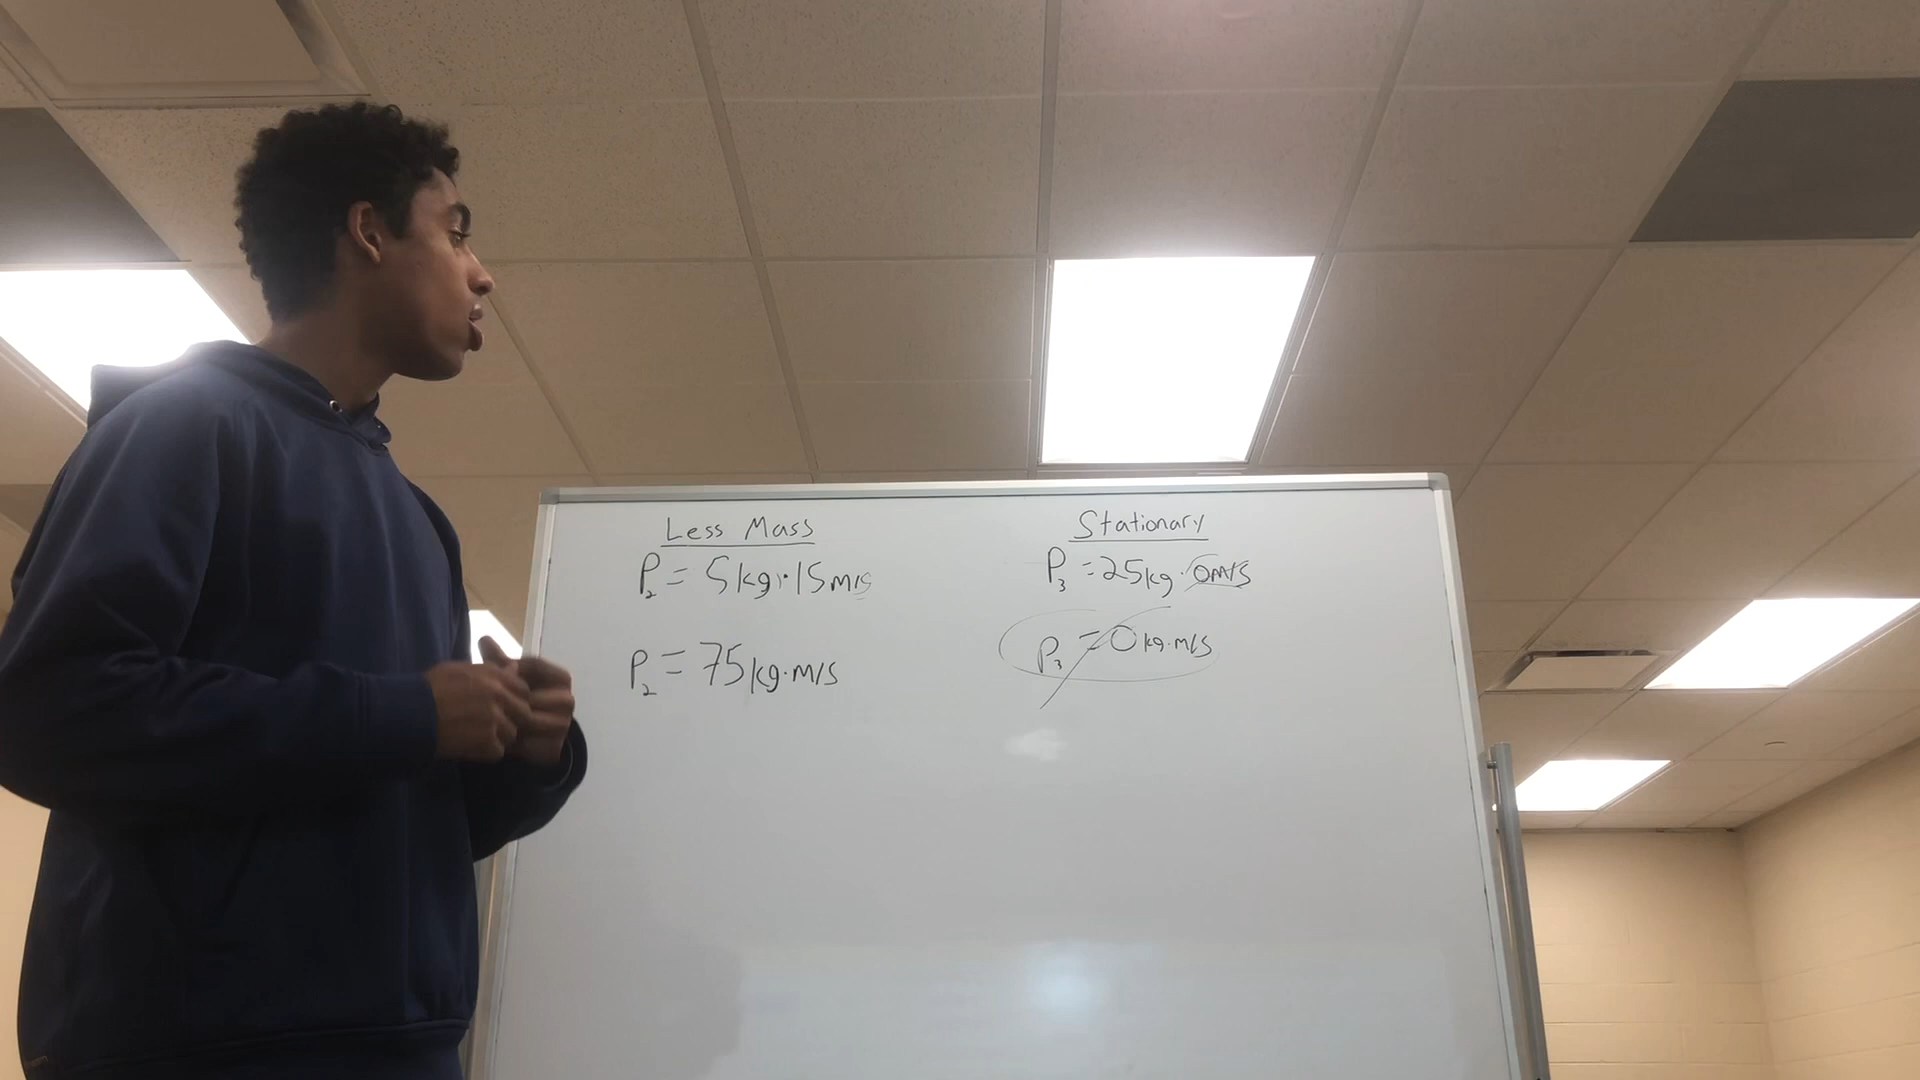 Less Mass
P₂ = 5kg·15m/s
P₂ = 75kg·m/s
Stationary
P₃ = 25kg·0m/s
P₃ = 0kg·m/s